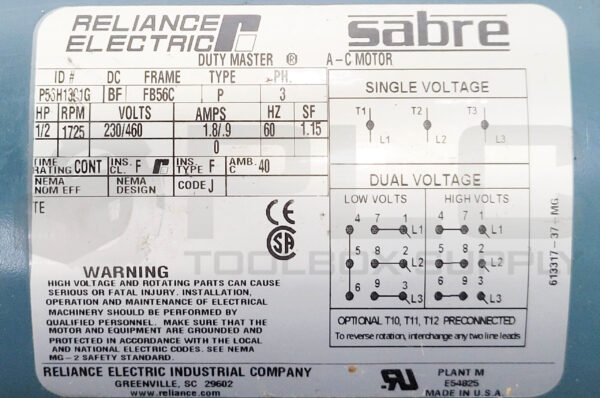 RELIANCE
ELECTRIC
sabre
DUTY MASTER ® A-C MOTOR
ID # DC FRAME TYPE PH.
BF FB56C P 3
HP RPM VOLTS AMPS HZ SF
1/2 1725 230/460 1.8/.9 60 1.15
0
TIME RATING CONT INS. CL. F INS. TYPE F AMB. C 40
NEMA NOM EFF NEMA DESIGN CODE J
TE
CE
SA
WARNING
HIGH VOLTAGE AND ROTATING PARTS CAN CAUSE
SERIOUS OR FATAL INJURY. INSTALLATION,
OPERATION AND MAINTENANCE OF ELECTRICAL
MACHINERY SHOULD BE PERFORMED BY
QUALIFIED PERSONNEL. MAKE SURE THAT THE
MOTOR AND EQUIPMENT ARE GROUNDED AND
PROTECTED IN ACCORDANCE WITH THE LOCAL
AND NATIONAL ELECTRIC CODES. SEE NEMA
MG-2 SAFETY STANDARD.
RELIANCE ELECTRIC INDUSTRIAL COMPANY
GREENVILLE, SC 29602
www.reliance.com
SINGLE VOLTAGE
T1 T2 T3
L1 L2 L3
DUAL VOLTAGE
LOW VOLTS HIGH VOLTS
4 7 1 L1 4 7 1 L1
5 8 2 L2 5 8 2 L2
6 9 3 L3 6 9 3 L3
OPTIONAL T10, T11, T12 PRECONNECTED
To reverse rotation, interchange any two line leads
PLANT M
E54825
MADE IN U.S.A.
613317-37-MG
PLC
TOOLBOX SUPPLY